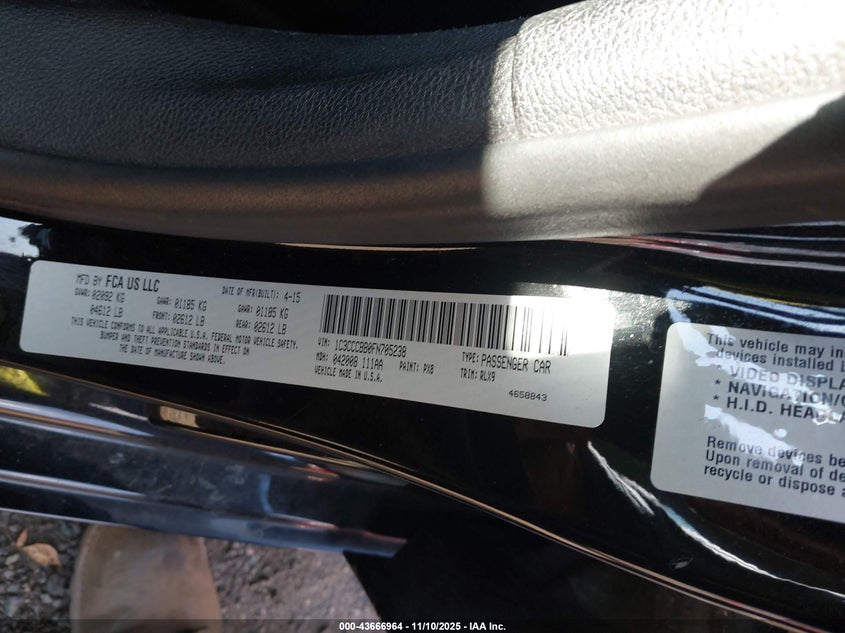 MFD BY FCA US LLC
DATE OF MFR(BUILT): 4-15
GVWR: 02092 KG
GAWR: 01185 KG
GAWR: 01185 KG
04612 LB
FRONT: 02612 LB
REAR: 02612 LB
THIS VEHICLE CONFORMS TO ALL APPLICABLE U.S.A. FEDERAL MOTOR VEHICLE SAFETY,
BUMPER AND THEFT PREVENTION STANDARDS IN EFFECT ON
THE DATE OF MANUFACTURE SHOWN ABOVE.
VIN: 1C3CCCBB0FN705230
TYPE: PASSENGER CAR
MDH: 042008 111AA
PAINT: PX8
TRIM: RLX9
VEHICLE MADE IN U.S.A.
4658843
This vehicle may in
devices installed
* VIDEO DISPLA
* NAVIGATION/
* H.I.D. HEADL
Remove devices be
Upon removal of de
recycle or dispose a
000-43666964 — 11/10/2025 — IAA Inc.